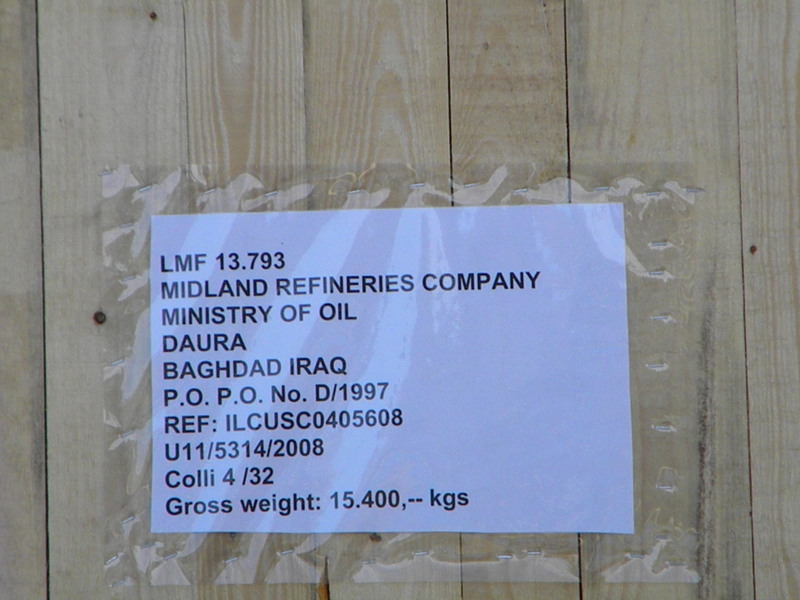 LMF 13.793
MIDLAND REFINERIES COMPANY
MINISTRY OF OIL
DAURA
BAGHDAD IRAQ
P.O. P.O. No. D/1997
REF: ILCUSC0405608
U11/5314/2008
Colli 4 /32
Gross weight: 15.400,-- kgs